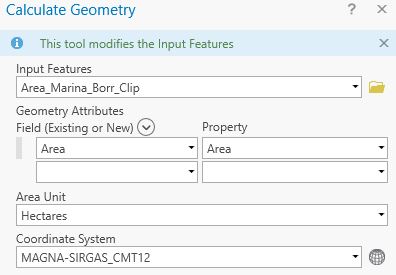 Calculate Geometry ? ×
This tool modifies the Input Features ×
Input Features
Area_Marina_Borr_Clip
Geometry Attributes
Field (Existing or New) Property
Area Area
Area Unit
Hectares
Coordinate System
MAGNA-SIRGAS_CMT12